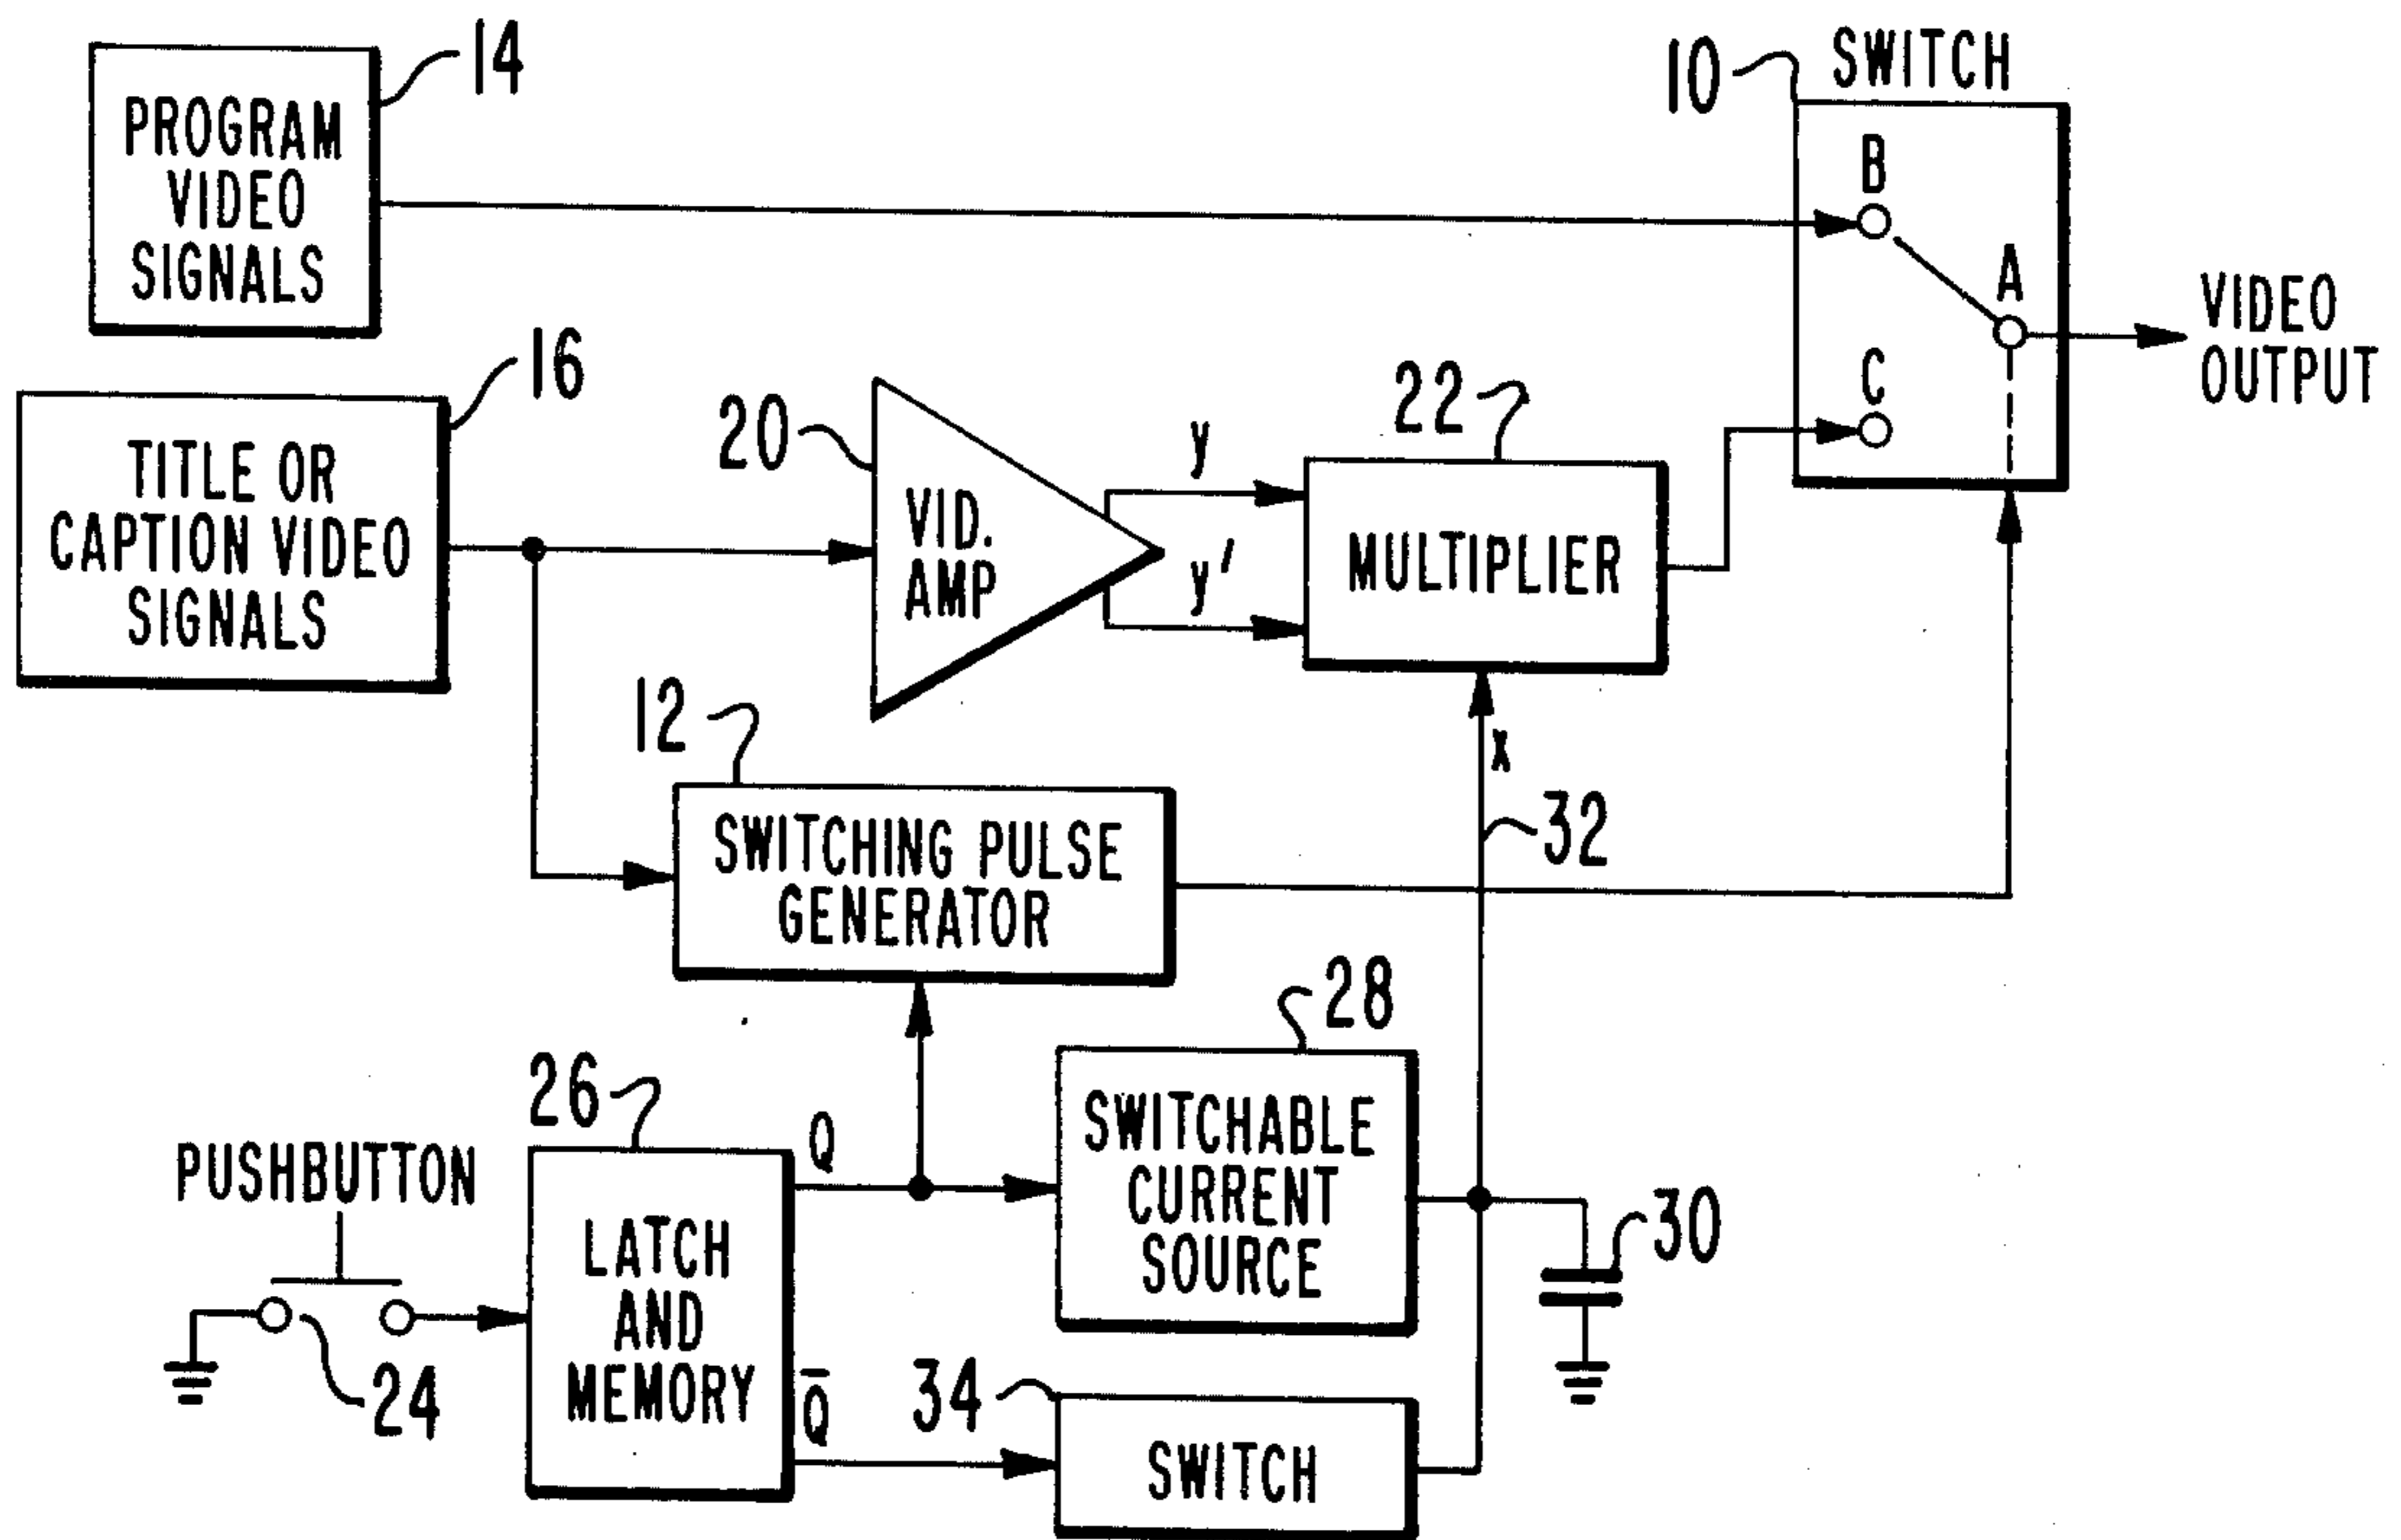 14
PROGRAM
VIDEO
SIGNALS
10
SWITCH
B
A
C
VIDEO
OUTPUT
16
TITLE OR
CAPTION VIDEO
SIGNALS
20
VID.
AMP
y
y'
22
MULTIPLIER
X
32
12
SWITCHING PULSE
GENERATOR
28
SWITCHABLE
CURRENT
SOURCE
30
26
PUSHBUTTON
24
LATCH
AND
MEMORY
Q
Q̅
34
SWITCH